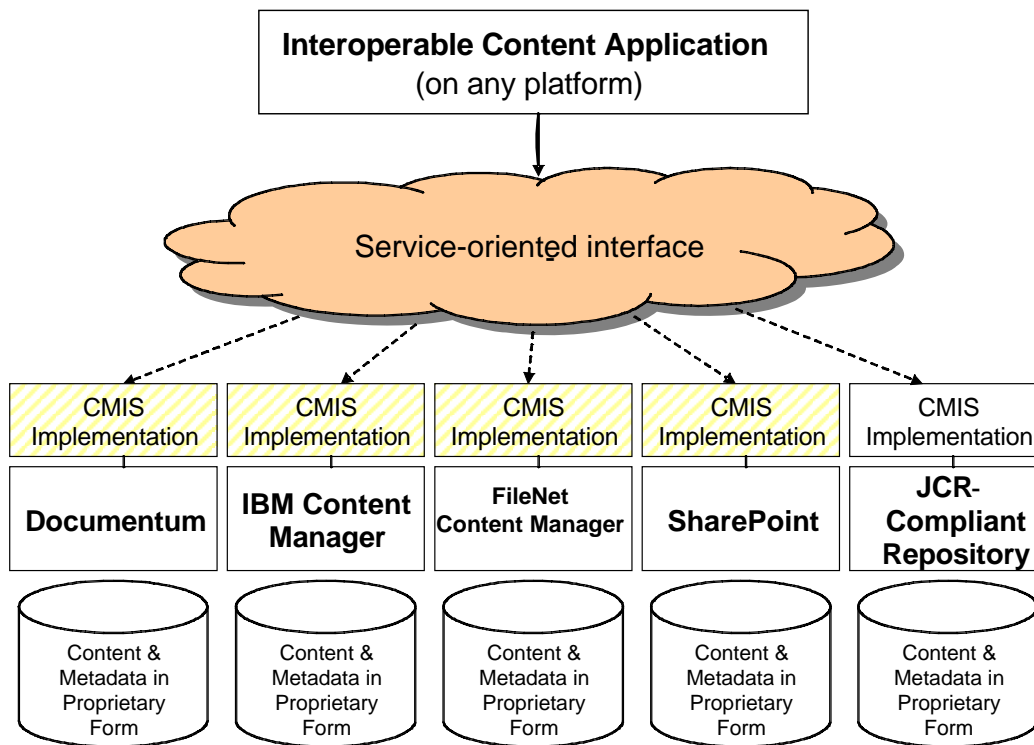 Interoperable Content Application
(on any platform)
Service-oriented interface
CMIS
Implementation
CMIS
Implementation
CMIS
Implementation
CMIS
Implementation
CMIS
Implementation
Documentum
IBM Content
Manager
FileNet
Content Manager
SharePoint
JCR-
Compliant
Repository
Content &
Metadata in
Proprietary
Form
Content &
Metadata in
Proprietary
Form
Content &
Metadata in
Proprietary
Form
Content &
Metadata in
Proprietary
Form
Content &
Metadata in
Proprietary
Form